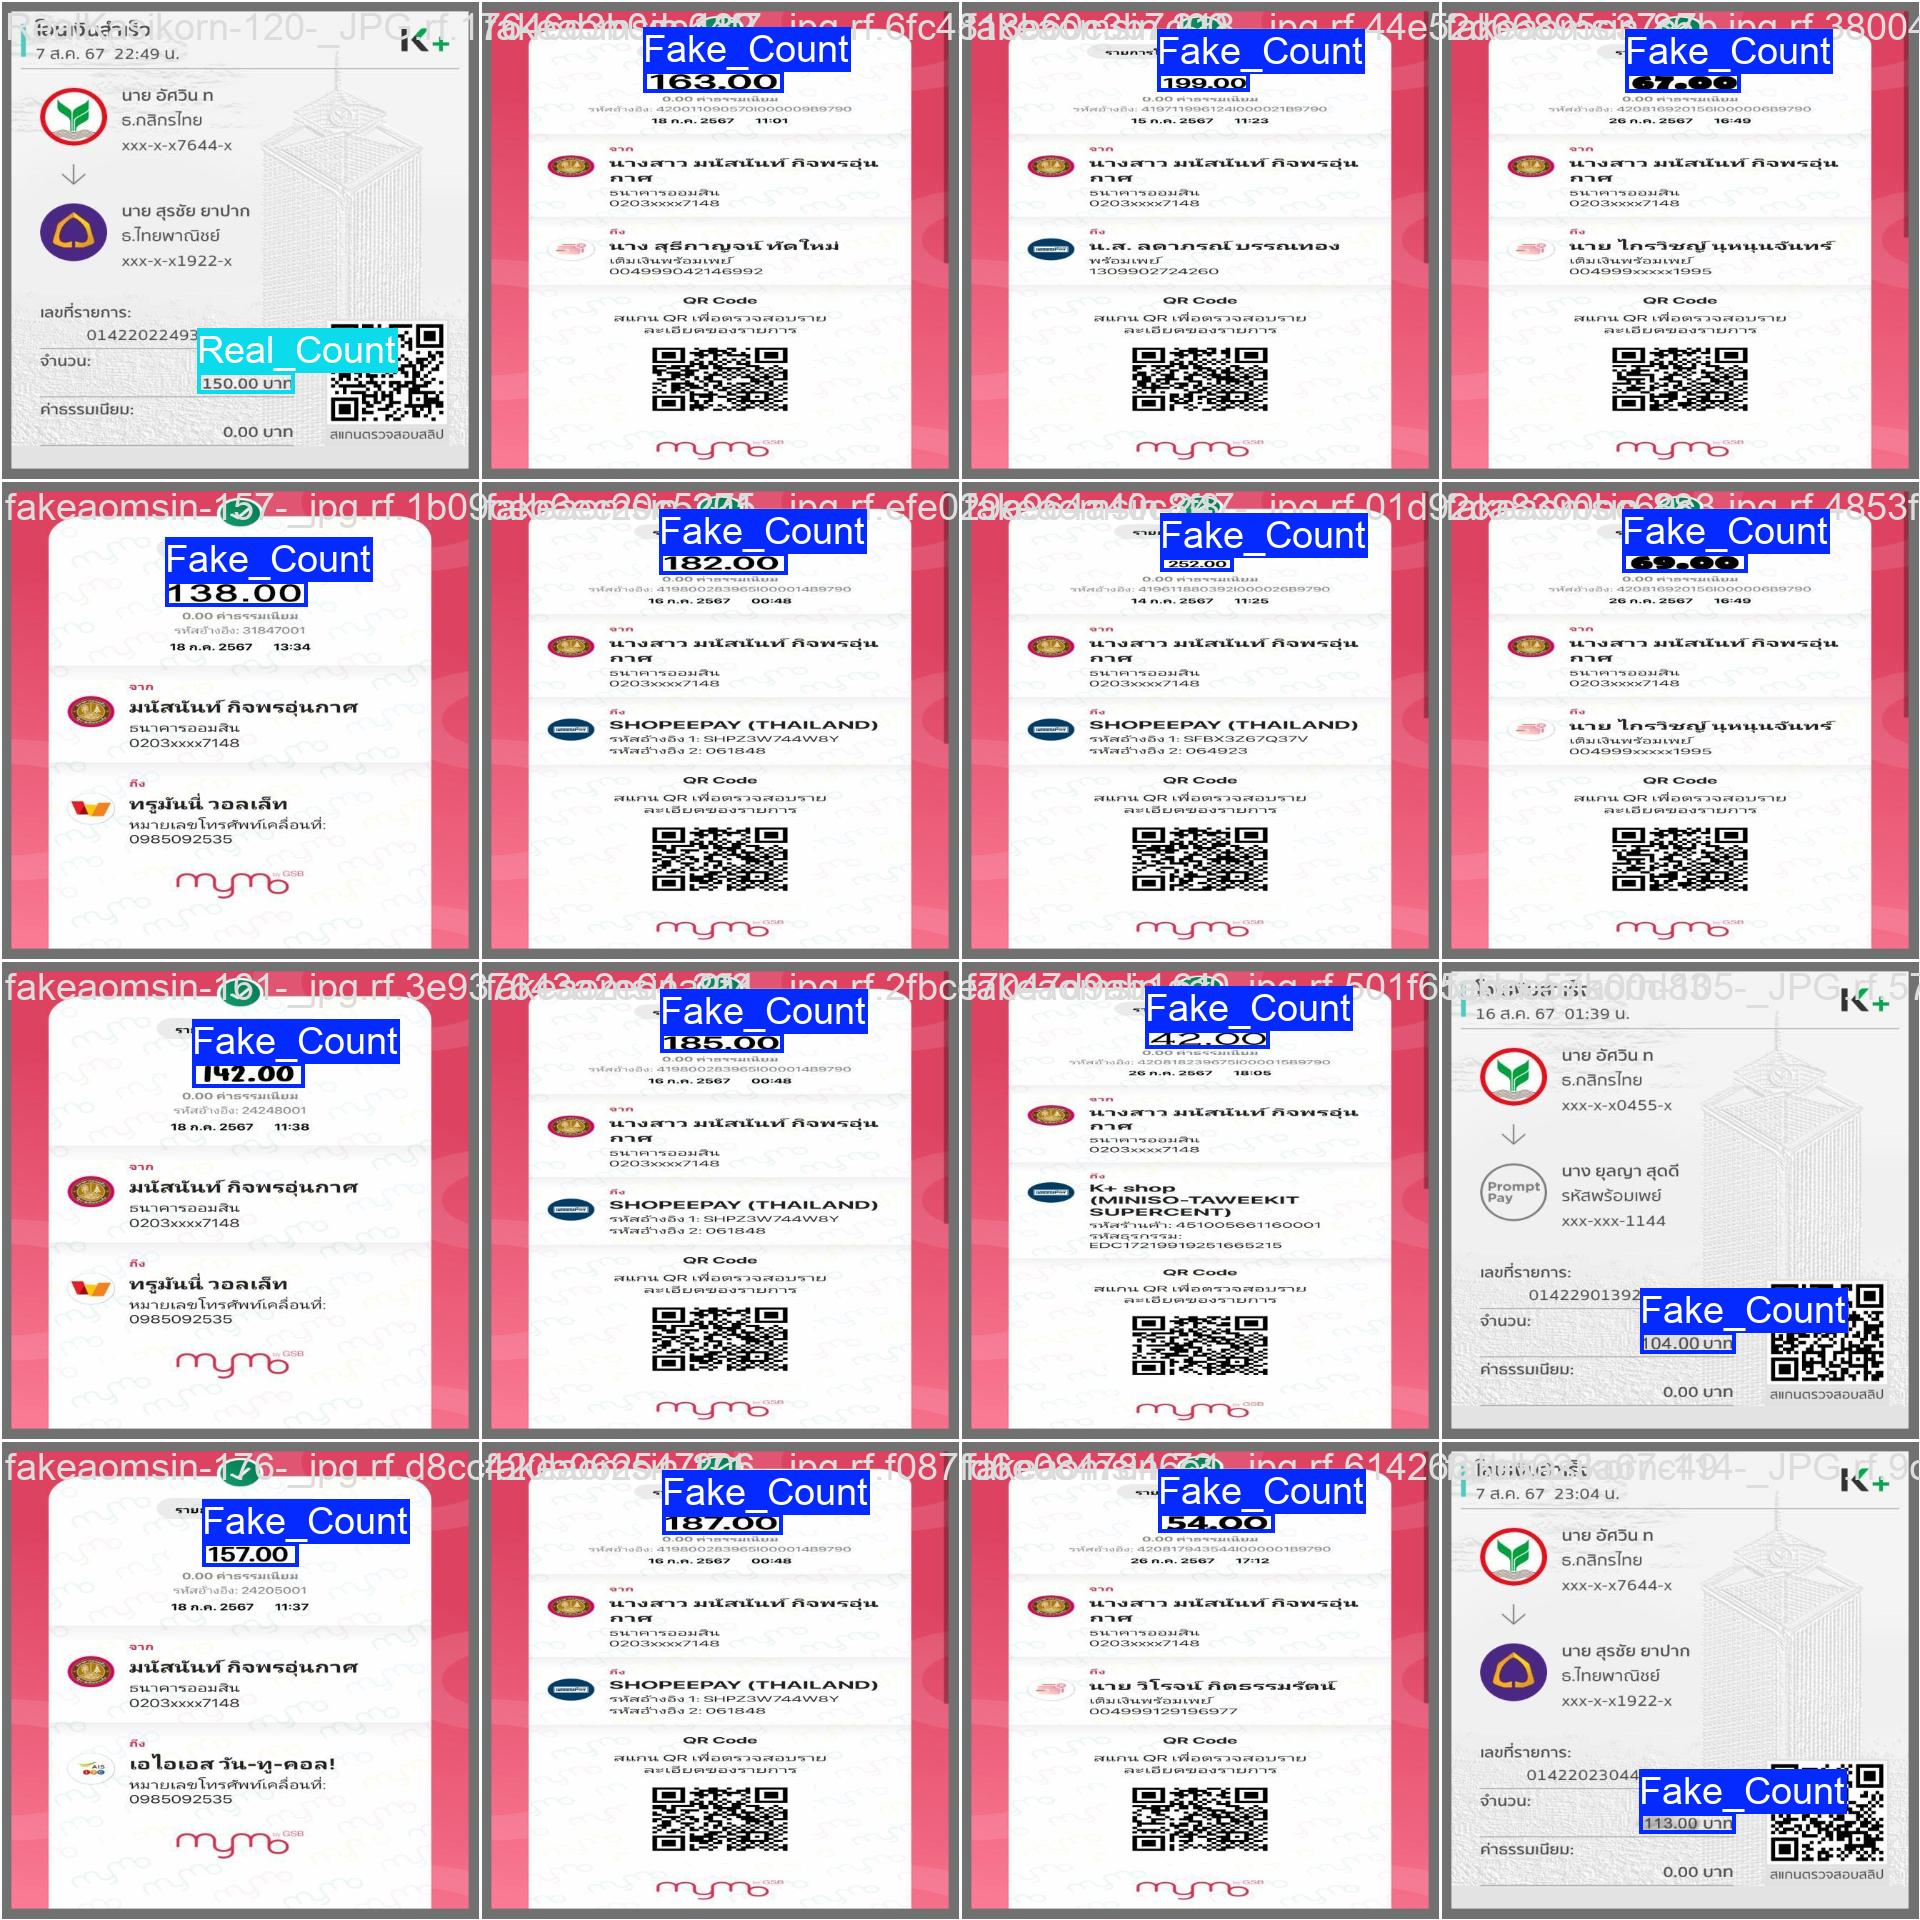 โอนเงินสำเร็จ
7 ส.ค. 67 22:49 น.
K+
นาย อัศวิน ท
ธ.กสิกรไทย
xxx-x-x7644-x
นาย สุรชัย ยาปาก
ธ.ไทยพาณิชย์
xxx-x-x1922-x
เลขที่รายการ:
01422022493
จำนวน:
Real_Count
150.00 บาท
ค่าธรรมเนียม:
0.00 บาท
สแกนตรวจสอบสลิป
Fake_Count
163.00
0.00 ค่าธรรมเนียม
รหัสอ้างอิง: 420011090570I000009B9790
18 ก.ค. 2567 11:01
จาก
นางสาว มนัสนันท์ กิจพรอุ่น
กาศ
ธนาคารออมสิน
0203xxxx7148
ถึง
นาง สุธีกาญจน์ ทัดใหม่
เติมเงินพร้อมเพย์
004999042146992
QR Code
สแกน QR เพื่อตรวจสอบราย
ละเอียดของรายการ
mymo by GSB
Fake_Count
199.00
0.00 ค่าธรรมเนียม
รหัสอ้างอิง: 419711996124I000021B9790
15 ก.ค. 2567 11:23
จาก
นางสาว มนัสนันท์ กิจพรอุ่น
กาศ
ธนาคารออมสิน
0203xxxx7148
ถึง
น.ส. ลดาภรณ์ บรรณทอง
พร้อมเพย์
1309902724260
QR Code
สแกน QR เพื่อตรวจสอบราย
ละเอียดของรายการ
mymo by GSB
Fake_Count
67.00
0.00 ค่าธรรมเนียม
รหัสอ้างอิง: 420816920156I000006B9790
26 ก.ค. 2567 16:49
จาก
นางสาว มนัสนันท์ กิจพรอุ่น
กาศ
ธนาคารออมสิน
0203xxxx7148
ถึง
นาย ไกรวิชญ์ นุหนุนจันทร์
เติมเงินพร้อมเพย์
004999xxxxx1995
QR Code
สแกน QR เพื่อตรวจสอบราย
ละเอียดของรายการ
mymo by GSB
fakeaomsin-157-_jpg.rf.1b09
Fake_Count
138.00
0.00 ค่าธรรมเนียม
รหัสอ้างอิง: 31847001
18 ก.ค. 2567 13:34
จาก
มนัสนันท์ กิจพรอุ่นกาศ
ธนาคารออมสิน
0203xxxx7148
ถึง
ทรูมันนี่ วอลเล็ท
หมายเลขโทรศัพท์เคลื่อนที่:
0985092535
mymo by GSB
Fake_Count
182.00
0.00 ค่าธรรมเนียม
รหัสอ้างอิง: 419800283965I000014B9790
16 ก.ค. 2567 00:48
จาก
นางสาว มนัสนันท์ กิจพรอุ่น
กาศ
ธนาคารออมสิน
0203xxxx7148
ถึง
SHOPEEPAY (THAILAND)
รหัสอ้างอิง 1: SHPZ3W744W8Y
รหัสอ้างอิง 2: 061848
QR Code
สแกน QR เพื่อตรวจสอบราย
ละเอียดของรายการ
mymo by GSB
Fake_Count
252.00
0.00 ค่าธรรมเนียม
รหัสอ้างอิง: 419611880392I000026B9790
14 ก.ค. 2567 11:25
จาก
นางสาว มนัสนันท์ กิจพรอุ่น
กาศ
ธนาคารออมสิน
0203xxxx7148
ถึง
SHOPEEPAY (THAILAND)
รหัสอ้างอิง 1: SFBX3Z67Q37V
รหัสอ้างอิง 2: 064923
QR Code
สแกน QR เพื่อตรวจสอบราย
ละเอียดของรายการ
mymo by GSB
Fake_Count
69.00
0.00 ค่าธรรมเนียม
รหัสอ้างอิง: 420816920156I000006B9790
26 ก.ค. 2567 16:49
จาก
นางสาว มนัสนันท์ กิจพรอุ่น
กาศ
ธนาคารออมสิน
0203xxxx7148
ถึง
นาย ไกรวิชญ์ นุหนุนจันทร์
เติมเงินพร้อมเพย์
004999xxxxx1995
QR Code
สแกน QR เพื่อตรวจสอบราย
ละเอียดของรายการ
mymo by GSB
fakeaomsin-161-_jpg.rf.3e93
Fake_Count
142.00
0.00 ค่าธรรมเนียม
รหัสอ้างอิง: 24248001
18 ก.ค. 2567 11:38
จาก
มนัสนันท์ กิจพรอุ่นกาศ
ธนาคารออมสิน
0203xxxx7148
ถึง
ทรูมันนี่ วอลเล็ท
หมายเลขโทรศัพท์เคลื่อนที่:
0985092535
mymo by GSB
Fake_Count
185.00
0.00 ค่าธรรมเนียม
รหัสอ้างอิง: 419800283965I000014B9790
16 ก.ค. 2567 00:48
จาก
นางสาว มนัสนันท์ กิจพรอุ่น
กาศ
ธนาคารออมสิน
0203xxxx7148
ถึง
SHOPEEPAY (THAILAND)
รหัสอ้างอิง 1: SHPZ3W744W8Y
รหัสอ้างอิง 2: 061848
QR Code
สแกน QR เพื่อตรวจสอบราย
ละเอียดของรายการ
mymo by GSB
Fake_Count
42.00
0.00 ค่าธรรมเนียม
รหัสอ้างอิง: 420818239675I000015B9790
26 ก.ค. 2567 18:05
จาก
นางสาว มนัสนันท์ กิจพรอุ่น
กาศ
ธนาคารออมสิน
0203xxxx7148
ถึง
K+ shop
(MINISO-TAWEEKIT
SUPERCENT)
รหัสร้านค้า: 451005661160001
รหัสธุรกรรม:
EDC172199192516652​15
QR Code
สแกน QR เพื่อตรวจสอบราย
ละเอียดของรายการ
mymo by GSB
โอนเงินสำเร็จ
16 ส.ค. 67 01:39 น.
K+
นาย อัศวิน ท
ธ.กสิกรไทย
xxx-x-x0455-x
Prompt
Pay
นาง ยุลญา สุดดี
รหัสพร้อมเพย์
xxx-xxx-1144
เลขที่รายการ:
01422901392
จำนวน:
Fake_Count
104.00 บาท
ค่าธรรมเนียม:
0.00 บาท
สแกนตรวจสอบสลิป
fakeaomsin-176-_jpg.rf.d8cc
Fake_Count
157.00
0.00 ค่าธรรมเนียม
รหัสอ้างอิง: 24205001
18 ก.ค. 2567 11:37
จาก
มนัสนันท์ กิจพรอุ่นกาศ
ธนาคารออมสิน
0203xxxx7148
ถึง
เอไอเอส วัน-ทู-คอล!
หมายเลขโทรศัพท์เคลื่อนที่:
0985092535
mymo by GSB
Fake_Count
187.00
0.00 ค่าธรรมเนียม
รหัสอ้างอิง: 419800283965I000014B9790
16 ก.ค. 2567 00:48
จาก
นางสาว มนัสนันท์ กิจพรอุ่น
กาศ
ธนาคารออมสิน
0203xxxx7148
ถึง
SHOPEEPAY (THAILAND)
รหัสอ้างอิง 1: SHPZ3W744W8Y
รหัสอ้างอิง 2: 061848
QR Code
สแกน QR เพื่อตรวจสอบราย
ละเอียดของรายการ
mymo by GSB
Fake_Count
54.00
0.00 ค่าธรรมเนียม
รหัสอ้างอิง: 420817943544I000001B9790
26 ก.ค. 2567 17:12
จาก
นางสาว มนัสนันท์ กิจพรอุ่น
กาศ
ธนาคารออมสิน
0203xxxx7148
ถึง
นาย วิโรจน์ กิตธรรมรัตน์
เติมเงินพร้อมเพย์
004999129196977
QR Code
สแกน QR เพื่อตรวจสอบราย
ละเอียดของรายการ
mymo by GSB
โอนเงินสำเร็จ
7 ส.ค. 67 23:04 น.
K+
นาย อัศวิน ท
ธ.กสิกรไทย
xxx-x-x7644-x
นาย สุรชัย ยาปาก
ธ.ไทยพาณิชย์
xxx-x-x1922-x
เลขที่รายการ:
01422023044
จำนวน:
Fake_Count
113.00 บาท
ค่าธรรมเนียม:
0.00 บาท
สแกนตรวจสอบสลิป